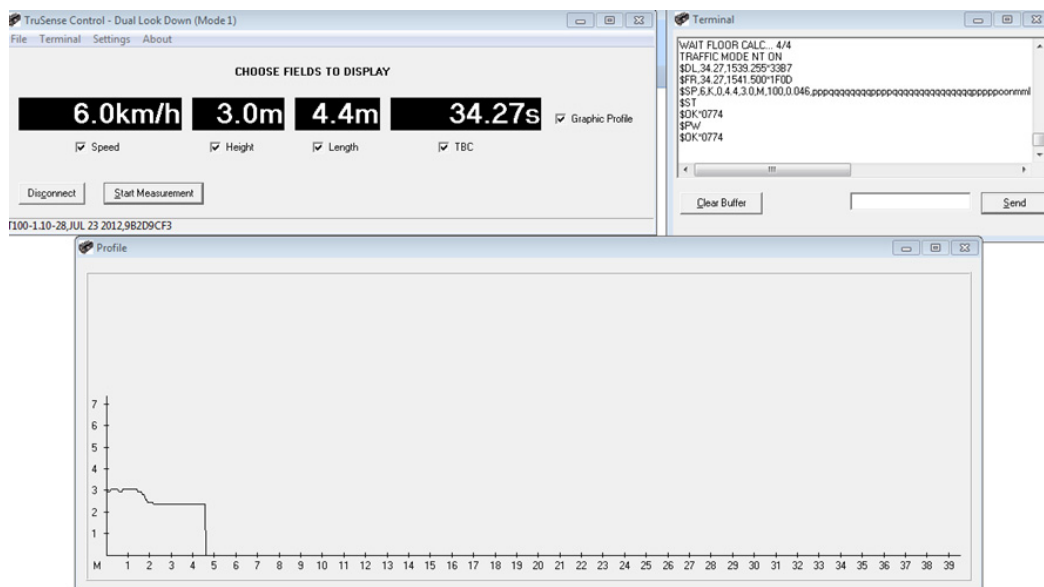 TruSense Control - Dual Look Down (Mode 1)
File Terminal Settings About
CHOOSE FIELDS TO DISPLAY
6.0km/h 3.0m 4.4m 34.27s Graphic Profile
Speed Height Length TBC
Disconnect Start Measurement
T100-1.10-28,JUL 23 2012,9B2D9CF3
Terminal
WAIT FLOOR CALC... 4/4
TRAFFIC MODE NT ON
$DL,34.27,1539.255*33B7
$FR,34.27,1541.500*1F0D
$ST
$OK*0774
$PW
$OK*0774
Clear Buffer Send
Profile
7
6
5
4
3
2
1
M 1 2 3 4 5 6 7 8 9 10 11 12 13 14 15 16 17 18 19 20 21 22 23 24 25 26 27 28 29 30 31 32 33 34 35 36 37 38 39